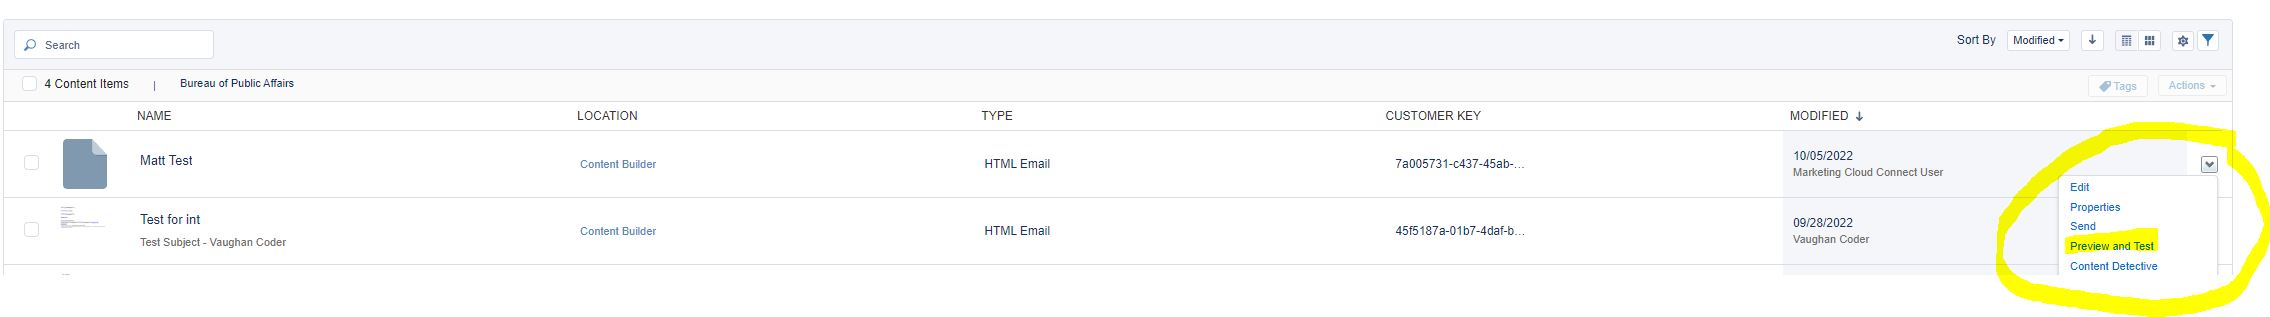 Search
Sort By Modified
4 Content Items | Bureau of Public Affairs
Tags Actions
NAME LOCATION TYPE CUSTOMER KEY MODIFIED
Matt Test Content Builder HTML Email 7a005731-c437-45ab-... 10/05/2022
Marketing Cloud Connect User
Edit
Properties
Test for int Content Builder HTML Email 45f5187a-01b7-4daf-b... 09/28/2022
Test Subject - Vaughan Coder Vaughan Coder
Send
Preview and Test
Content Detective